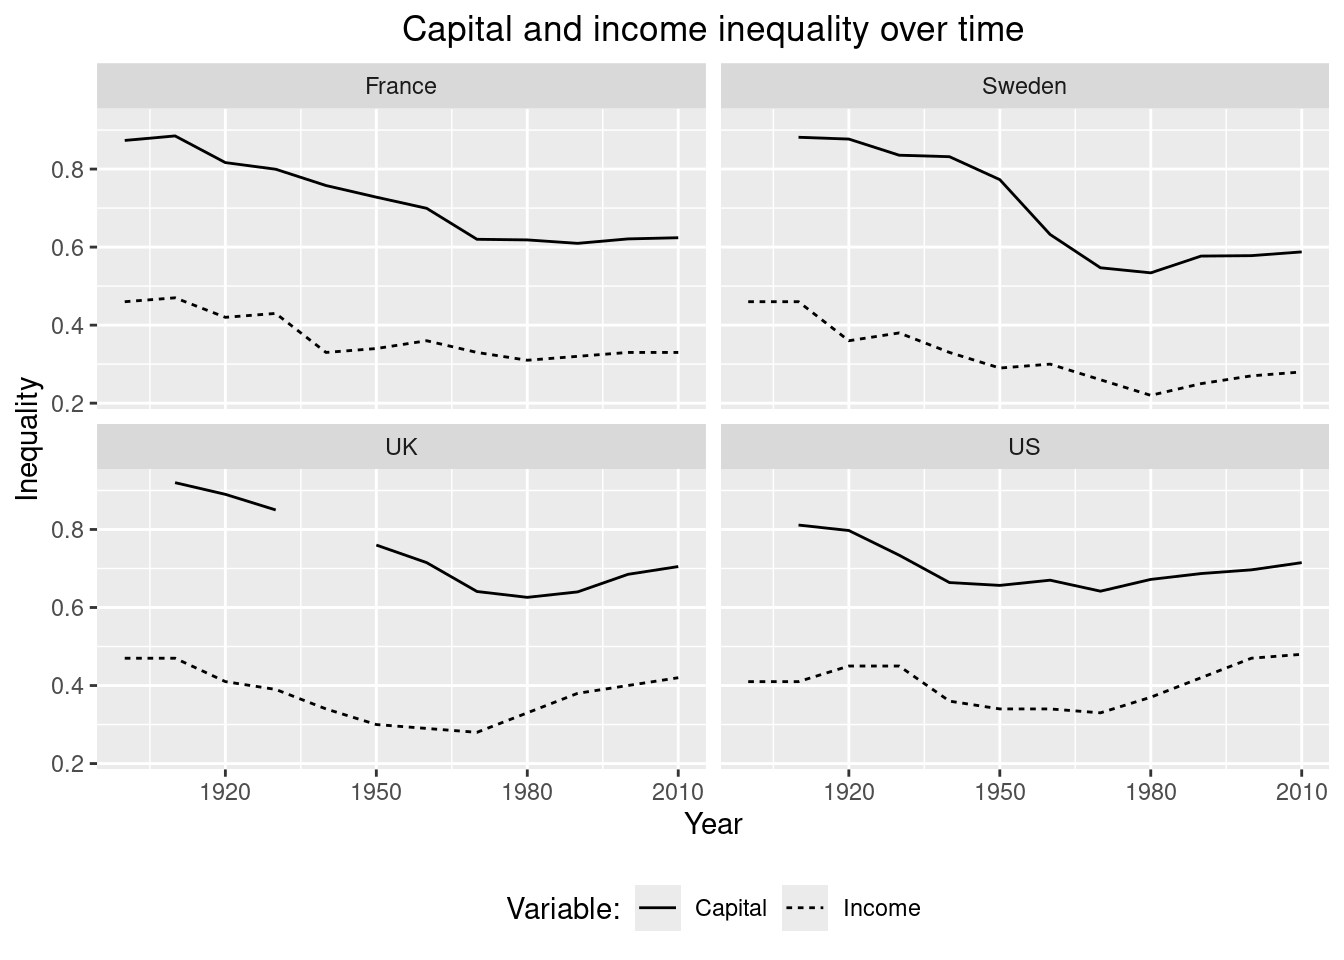 Capital and income inequality over time
France
Sweden
0.8
0.6
0.4
0.2
UK
US
0.8
0.6
0.4
0.2
Inequality
1920 1950 1980 2010
1920 1950 1980 2010
Year
Variable: Capital Income